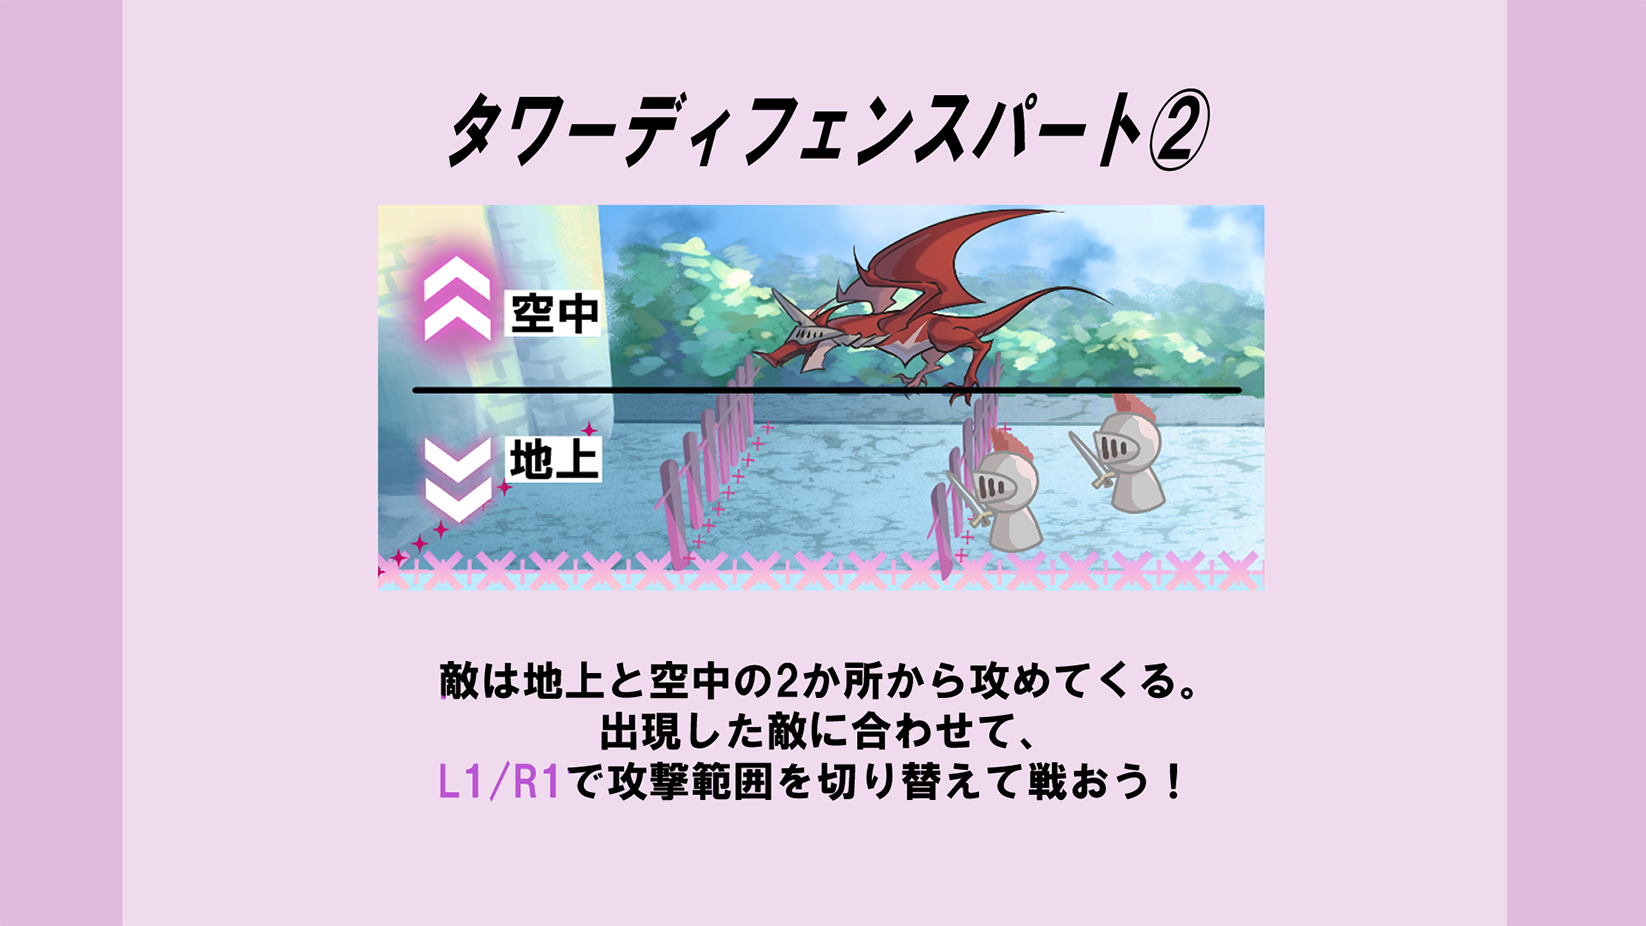 タワーディフェンスパート②
空中
地上
敵は地上と空中の2か所から攻めてくる。
出現した敵に合わせて、
L1/R1で攻撃範囲を切り替えて戦おう！